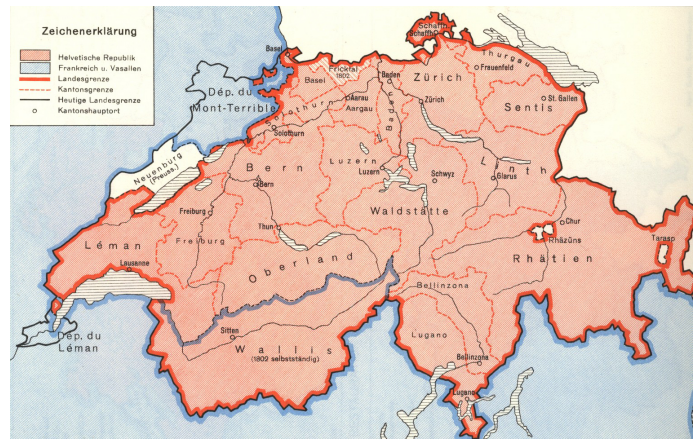 Zeichenerklärung
Helvetische Republik
Frankreich u. Vasallen
Landesgrenze
Kantonsgrenze
Heutige Landesgrenze
Kantonshauptort
Basel
Dép. du
Mont-Terrible
Neuenburg
(Preuss.)
Basel
Fricktal
1802
Schaffh.
Schaffh.
Thurgau
Frauenfeld
Zürich
Baden
Baden
Aarau
Aargau
Zürich
Solothurn
Solothurn
Sentis
St. Gallen
Bern
Bern
Luzern
Luzern
Schwyz
Linth
Glarus
Waldstätte
Freiburg
Freiburg
Thun
Oberland
Léman
Lausanne
Dép. du
Léman
Chur
Rhäzüns
Rhätien
Tarasp
Bellinzona
Sitten
Wallis
(1802 selbstständig)
Lugano
Bellinzona
Lugano